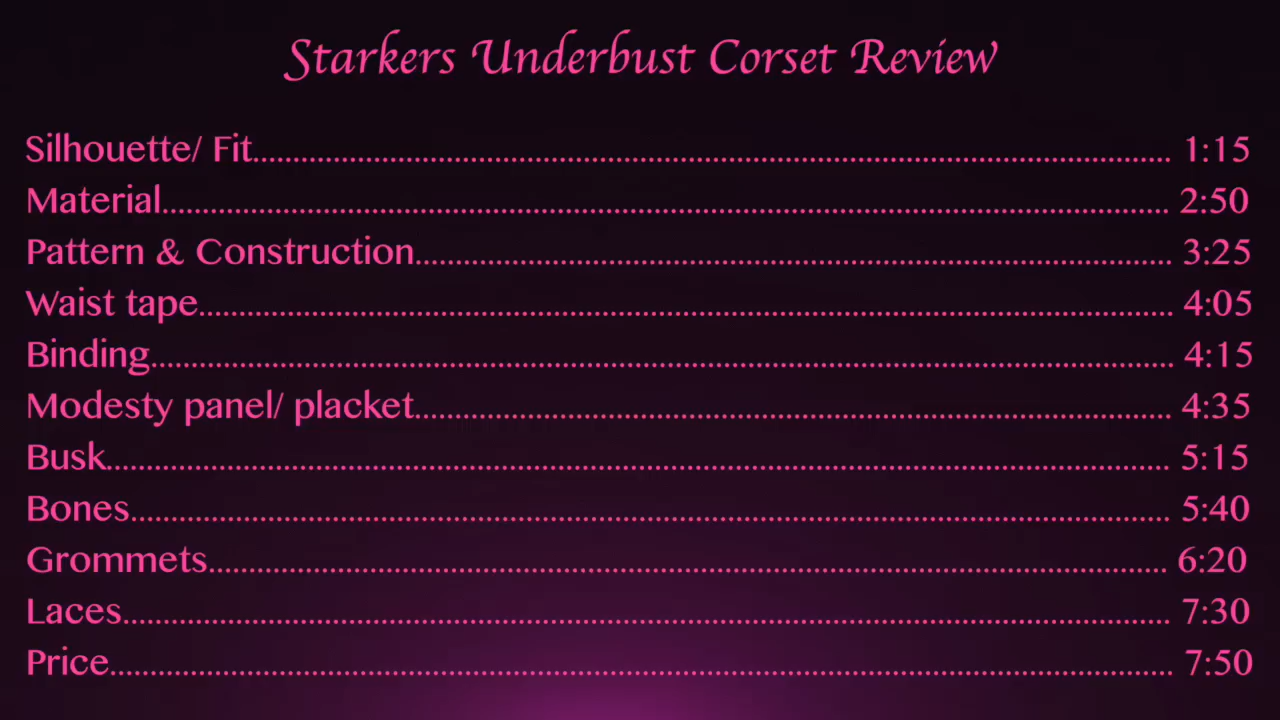 Starkers Underbust Corset Review
Silhouette/ Fit.......................................................................................... 1:15
Material.................................................................................................... 2:50
Pattern & Construction........................................................................... 3:25
Waist tape................................................................................................ 4:05
Binding..................................................................................................... 4:15
Modesty panel/ placket........................................................................... 4:35
Busk......................................................................................................... 5:15
Bones....................................................................................................... 5:40
Grommets............................................................................................... 6:20
Laces........................................................................................................ 7:30
Price......................................................................................................... 7:50